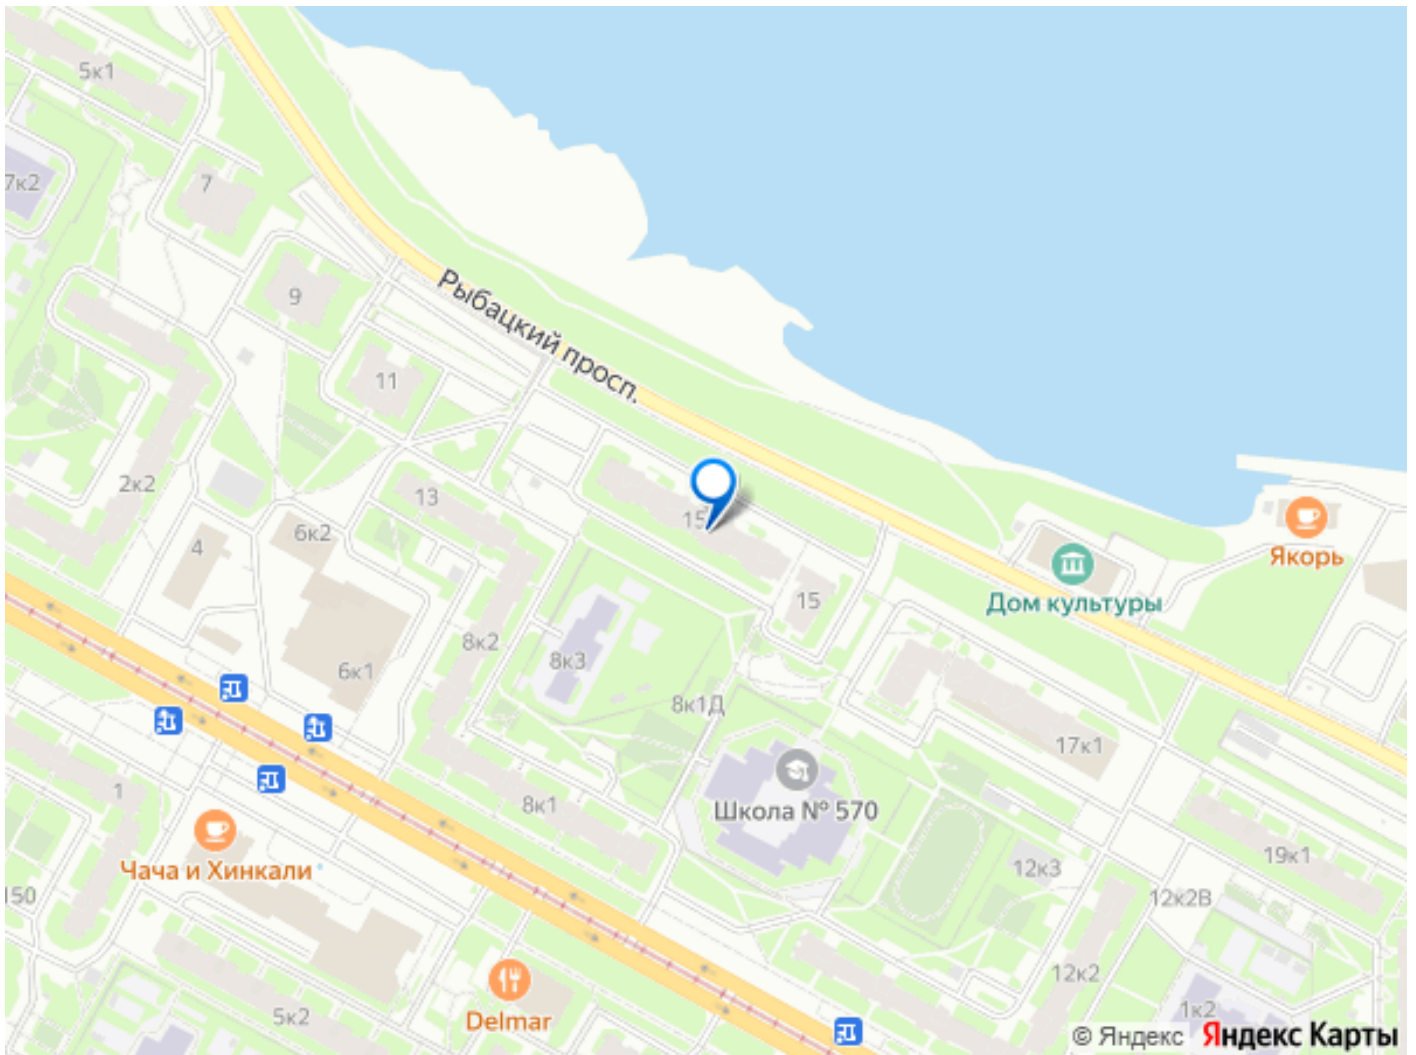 5к1
7к2
7
9
Рыбацкий просп.
11
2к2
13
15
Якорь
4
6к2
Дом культуры
15
8к2
8к3
6к1
8к1Д
17к1
1
8к1
Школа № 570
Чача и Хинкали
19к1
12к3
150
12к2В
12к2
5к2
Delmar
1к2
© Яндекс Яндекс Карты